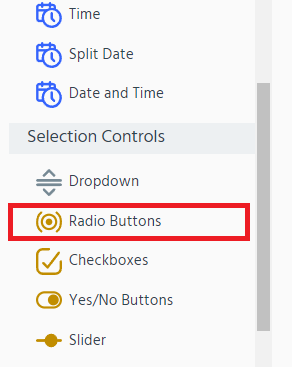 Time
Split Date
Date and Time
Selection Controls
Dropdown
Radio Buttons
Checkboxes
Yes/No Buttons
Slider